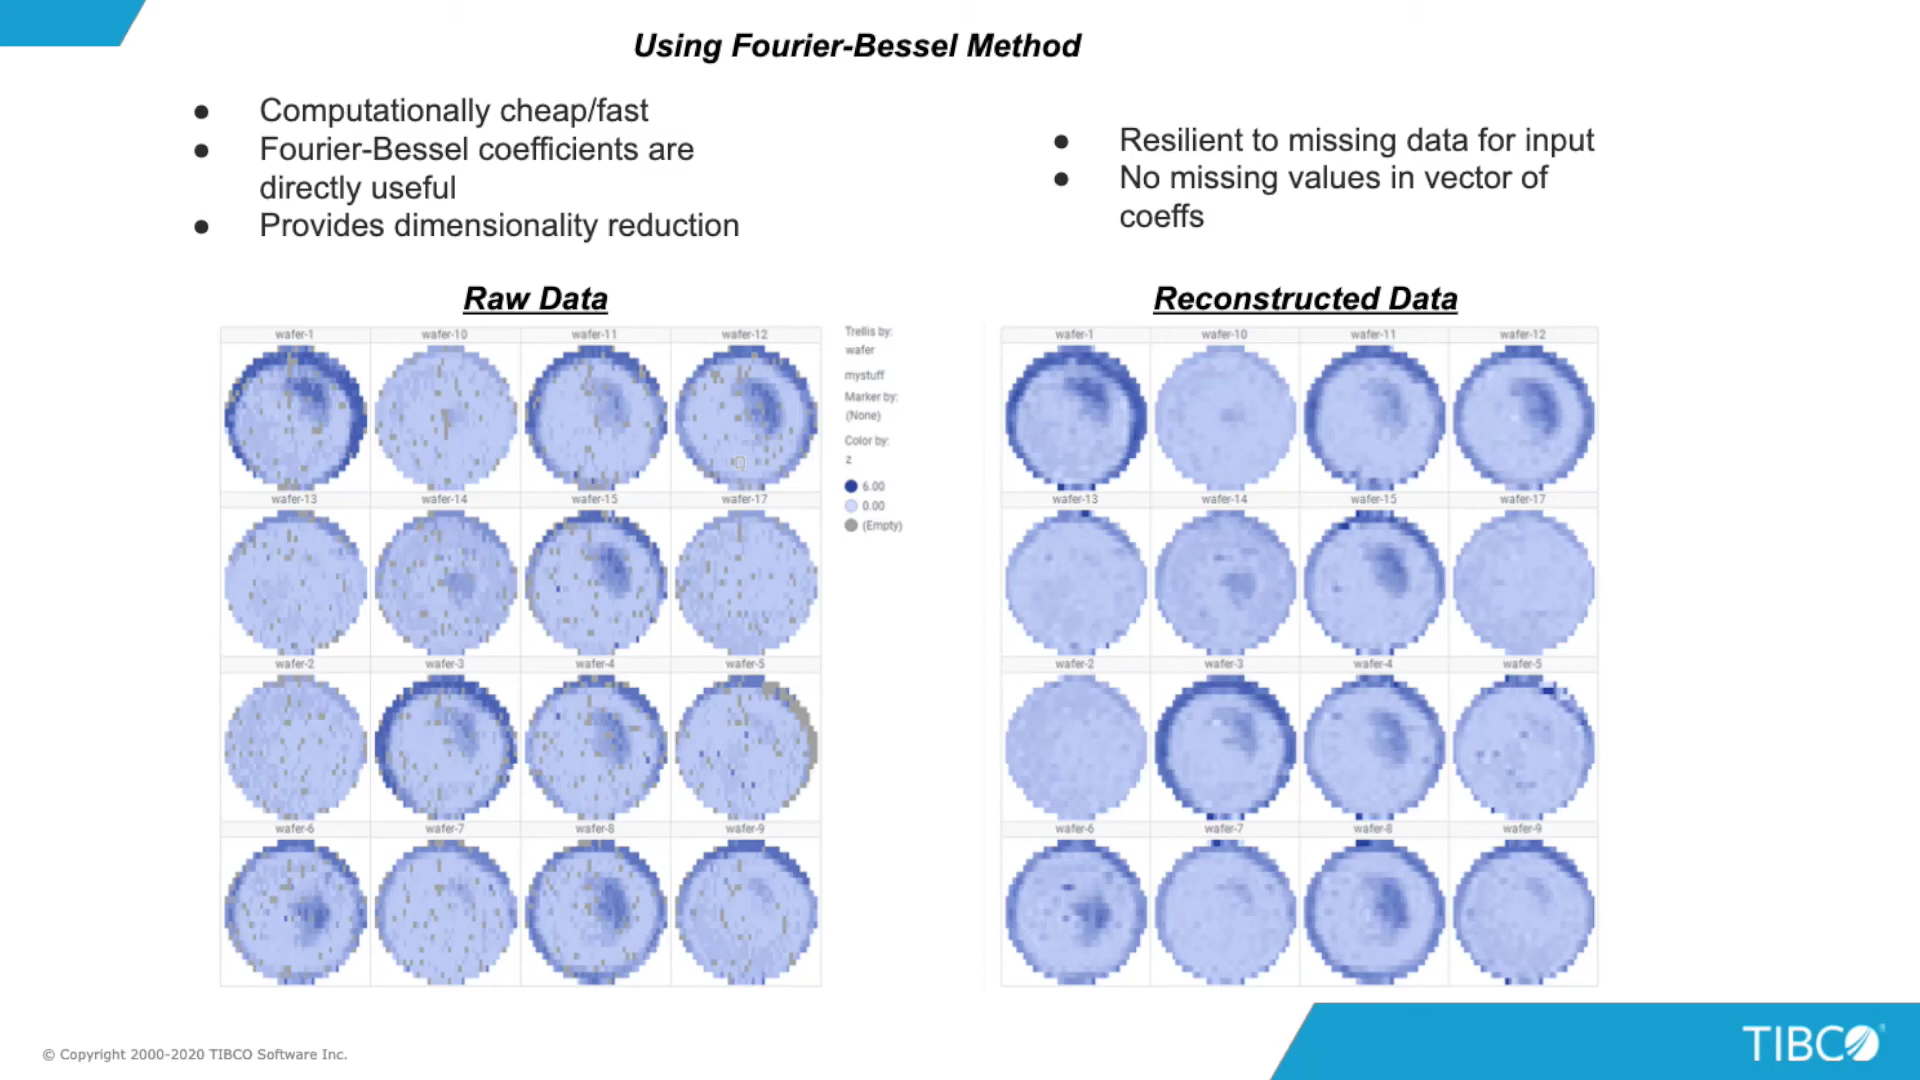 Using Fourier-Bessel Method
● Computationally cheap/fast
● Fourier-Bessel coefficients are
directly useful
● Provides dimensionality reduction
● Resilient to missing data for input
● No missing values in vector of
coeffs
Raw Data
wafer-1 wafer-10 wafer-11 wafer-12
wafer-13 wafer-14 wafer-15 wafer-17
wafer-2 wafer-3 wafer-4 wafer-5
wafer-6 wafer-7 wafer-8 wafer-9
Trellis by:
wafer
mystuff
Marker by:
(None)
Color by:
z
6.00
0.00
(Empty)
Reconstructed Data
wafer-1 wafer-10 wafer-11 wafer-12
wafer-13 wafer-14 wafer-15 wafer-17
wafer-2 wafer-3 wafer-4 wafer-5
wafer-6 wafer-7 wafer-8 wafer-9
© Copyright 2000-2020 TIBCO Software Inc.
TIBCO